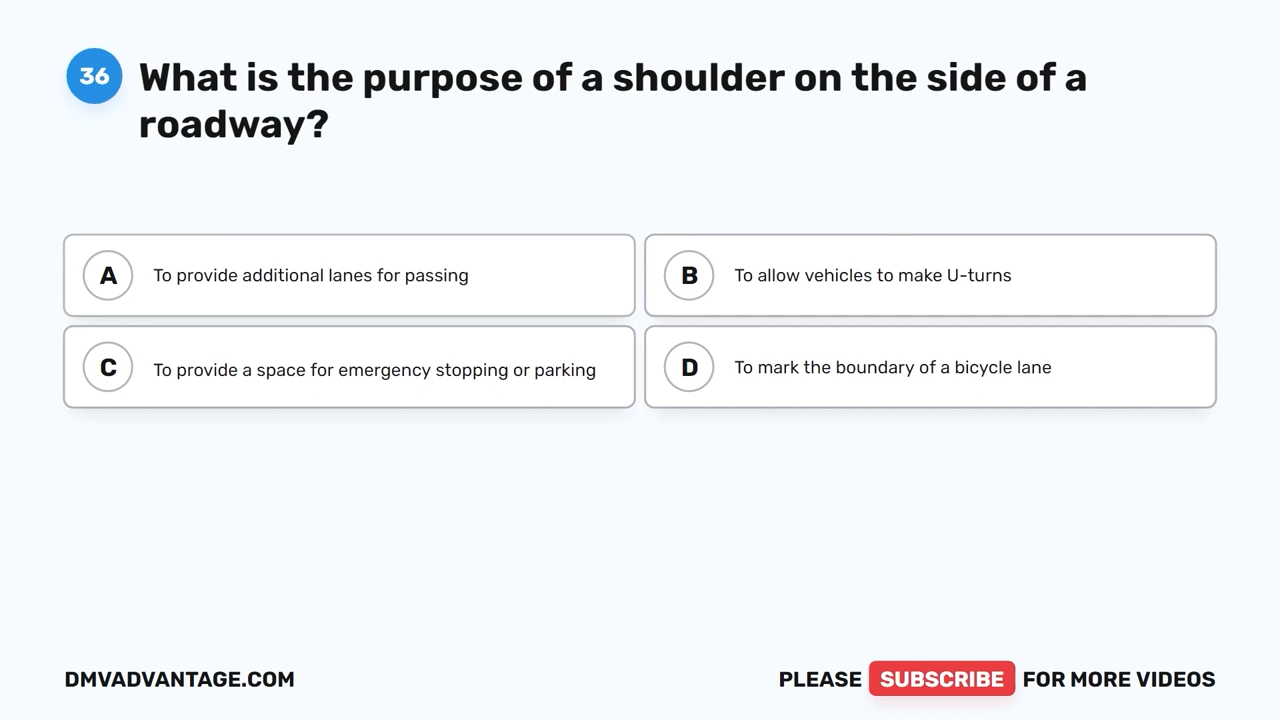 36
What is the purpose of a shoulder on the side of a
roadway?
A To provide additional lanes for passing
B To allow vehicles to make U-turns
C To provide a space for emergency stopping or parking
D To mark the boundary of a bicycle lane
DMVADVANTAGE.COM
PLEASE SUBSCRIBE FOR MORE VIDEOS